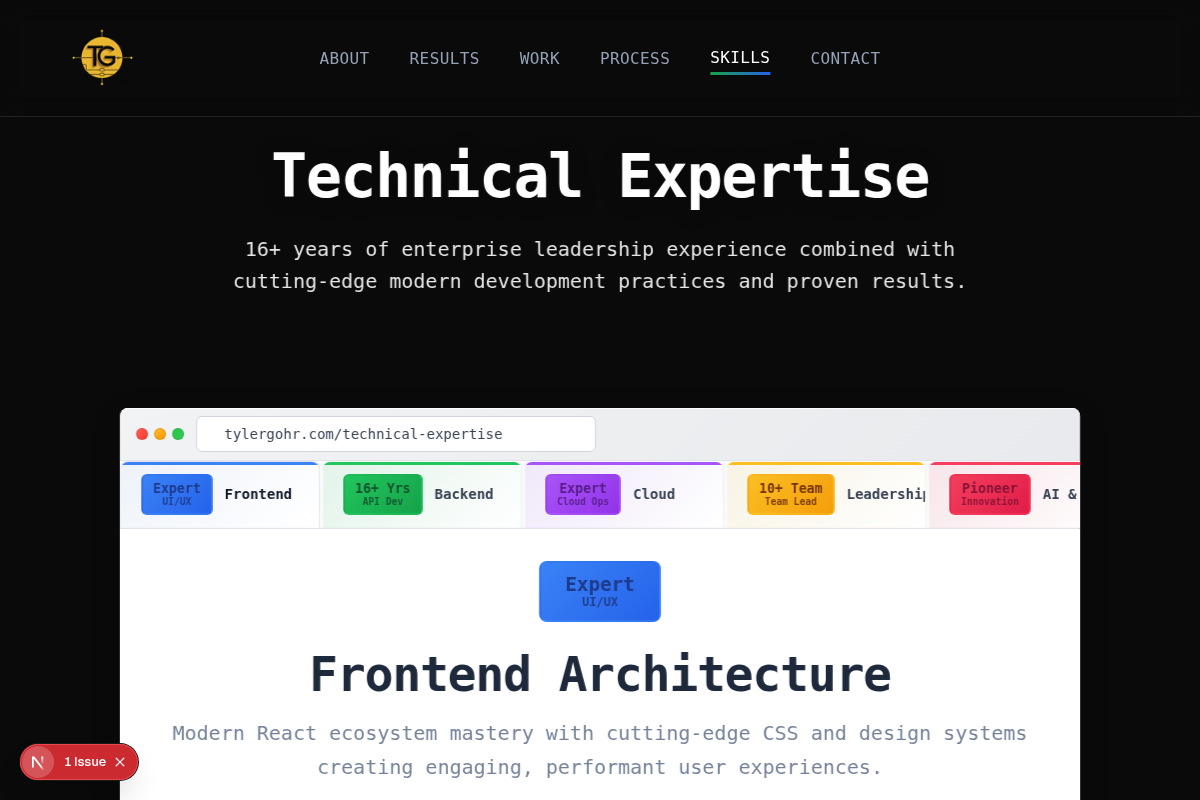 TG
ABOUT RESULTS WORK PROCESS SKILLS CONTACT
Technical Expertise
16+ years of enterprise leadership experience combined with
cutting-edge modern development practices and proven results.
tylergohr.com/technical-expertise
Expert
UI/UX
Frontend
16+ Yrs
API Dev
Backend
Expert
Cloud Ops
Cloud
10+ Team
Team Lead
Leadership
Pioneer
Innovation
AI &
Expert
UI/UX
Frontend Architecture
Modern React ecosystem mastery with cutting-edge CSS and design systems
creating engaging, performant user experiences.
N 1 Issue